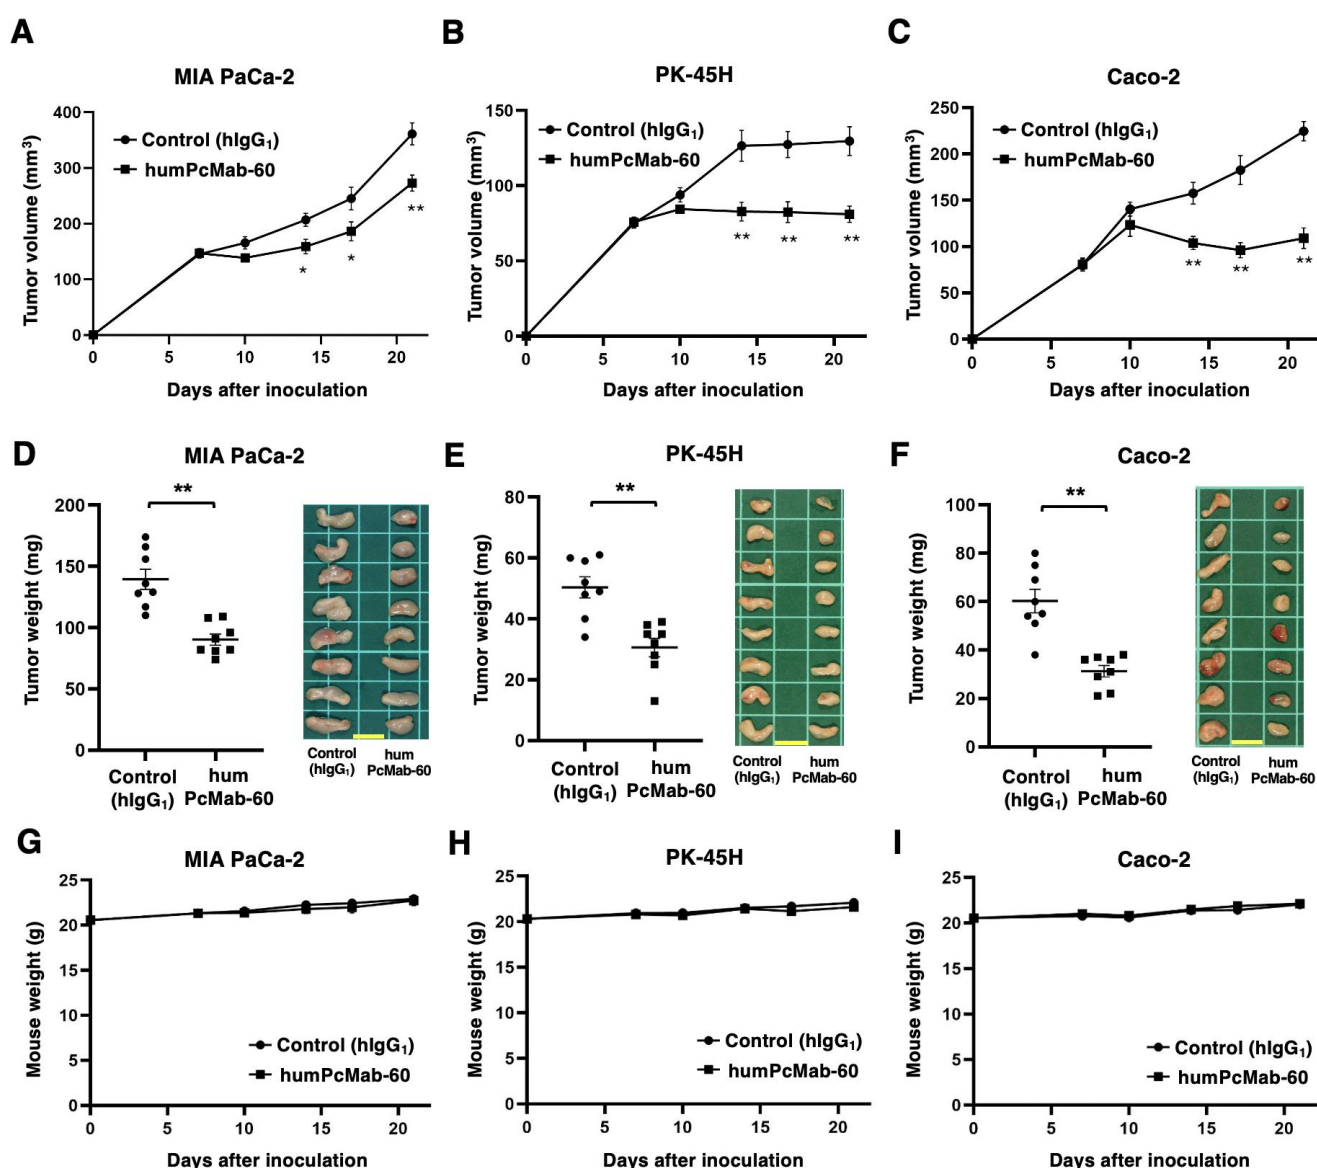 A
B
C
MIA PaCa-2
PK-45H
Caco-2
Tumor volume (mm³)
400
300
200
100
0
Control (hIgG₁)
humPcMab-60
*
*
**
0 5 10 15 20
Days after inoculation
Tumor volume (mm³)
150
100
50
0
Control (hIgG₁)
humPcMab-60
**
**
**
0 5 10 15 20
Days after inoculation
Tumor volume (mm³)
250
200
150
100
50
0
Control (hIgG₁)
humPcMab-60
**
**
**
0 5 10 15 20
Days after inoculation
D
E
F
MIA PaCa-2
PK-45H
Caco-2
Tumor weight (mg)
200
150
100
50
0
**
Control
(hIgG₁)
hum
PcMab-60
Control
(hIgG₁)
hum
PcMab-60
Tumor weight (mg)
80
60
40
20
0
**
Control
(hIgG₁)
hum
PcMab-60
Control
(hIgG₁)
hum
PcMab-60
Tumor weight (mg)
100
80
60
40
20
0
**
Control
(hIgG₁)
hum
PcMab-60
Control
(hIgG₁)
hum
PcMab-60
G
H
I
MIA PaCa-2
PK-45H
Caco-2
Mouse weight (g)
25
20
15
10
5
0
Control (hIgG₁)
humPcMab-60
0 5 10 15 20
Days after inoculation
Mouse weight (g)
25
20
15
10
5
0
Control (hIgG₁)
humPcMab-60
0 5 10 15 20
Days after inoculation
Mouse weight (g)
25
20
15
10
5
0
Control (hIgG₁)
humPcMab-60
0 5 10 15 20
Days after inoculation